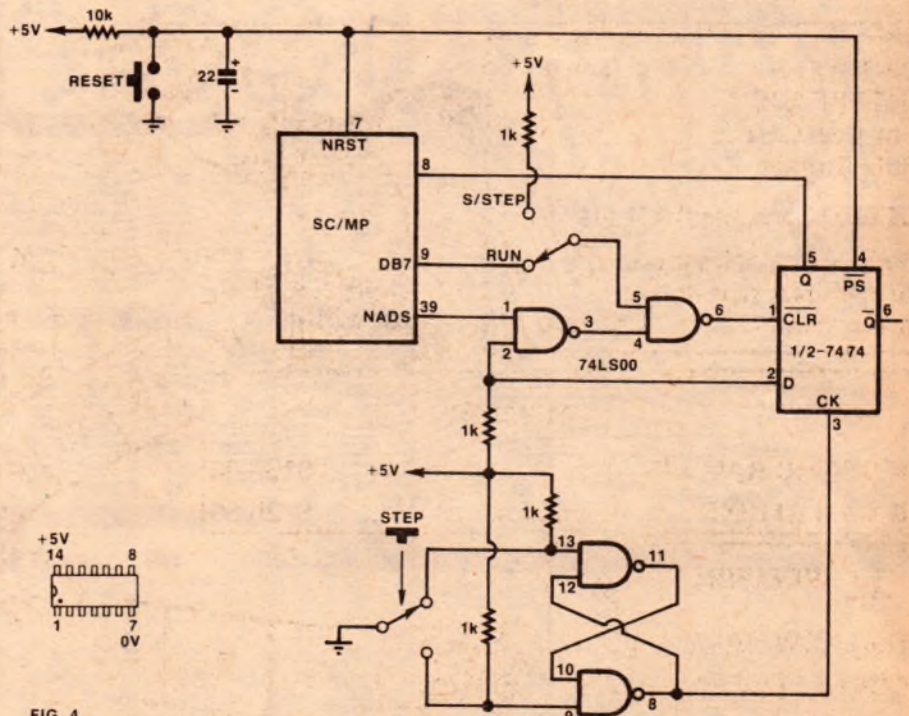 10k
+5V
RESET
22 +
-
7
NRST
+5V
1k
8
S/STEP
SC/MP
RUN
DB7 9
NADS 39
1
2
3
5
4
6
74LS00
5 4
Q PS
1 CLR Q 6
1/2-7474
2 D
CK
3
1k
+5V
1k
STEP
13
12
11
1k
10
9
8
+5V
14 8
1 7
0V
FIG. 4